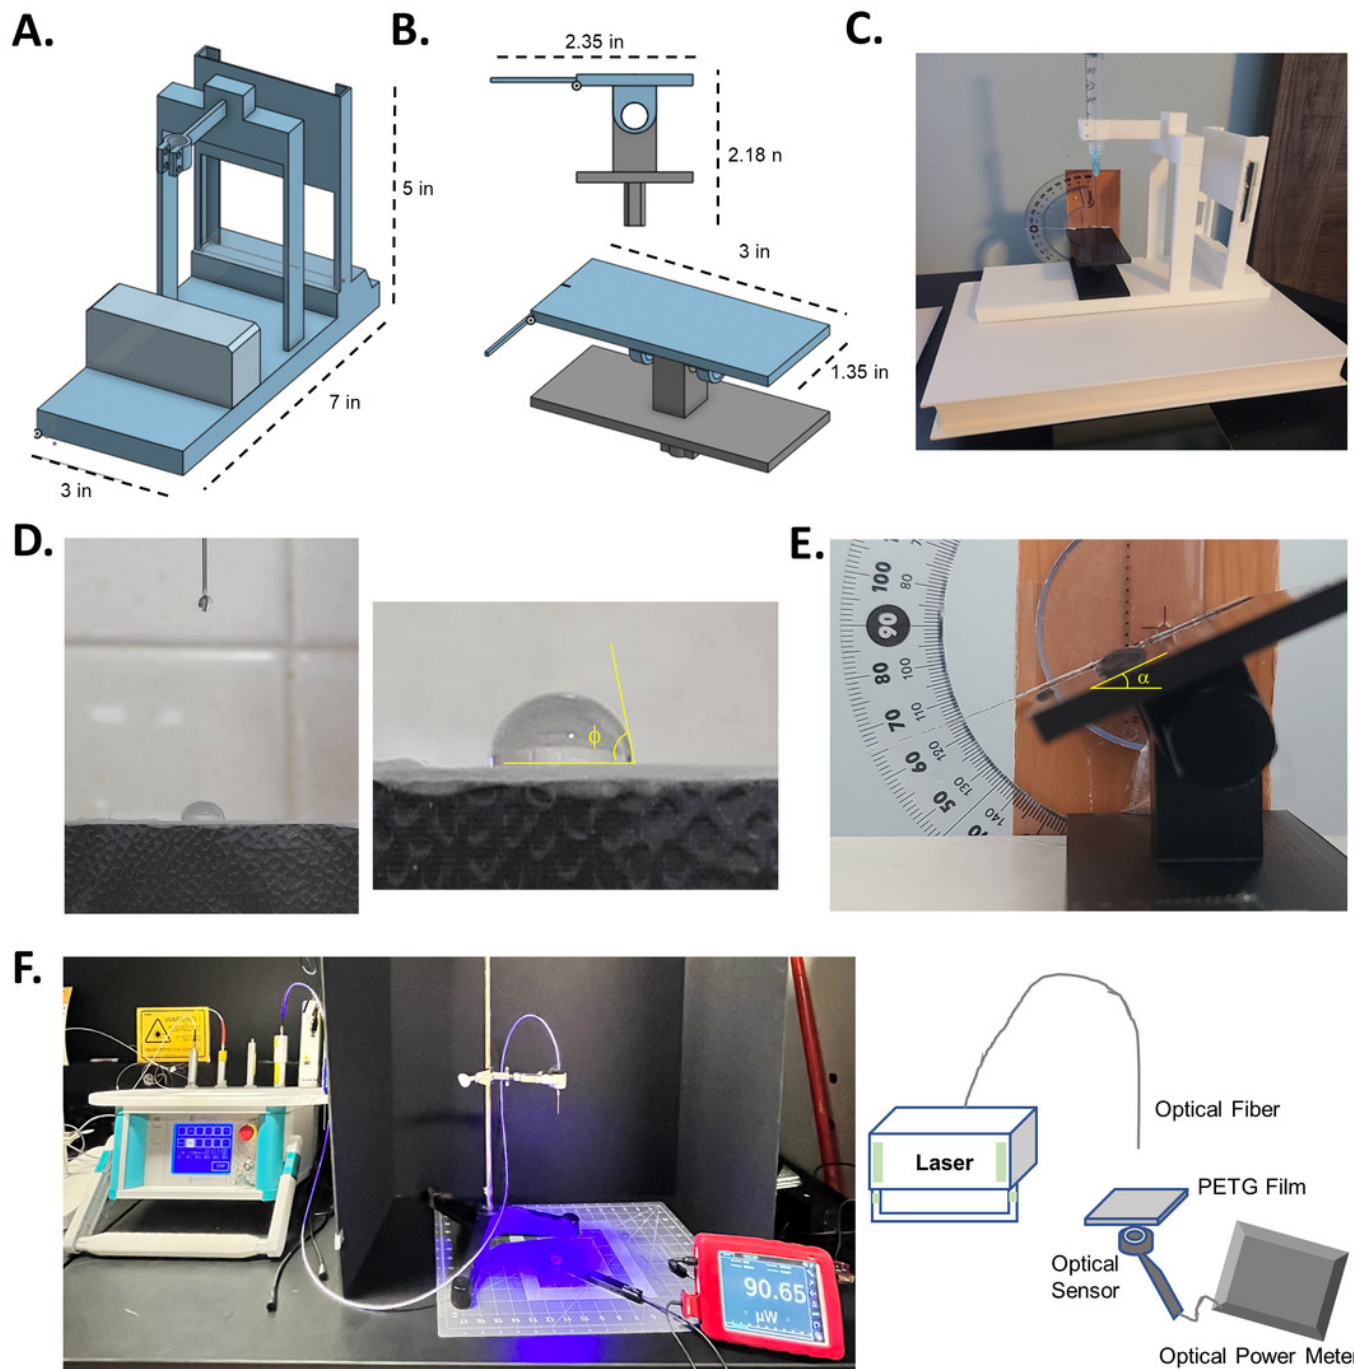 A.
5 in
7 in
3 in
B.
2.35 in
2.18 n
3 in
1.35 in
C.
D.
ϕ
E.
100
90
80
70
60
50
80
100
110
120
130
140
α
F.
WARNING
90.65
µW
Laser
Optical Fiber
PETG Film
Optical
Sensor
Optical Power Meter